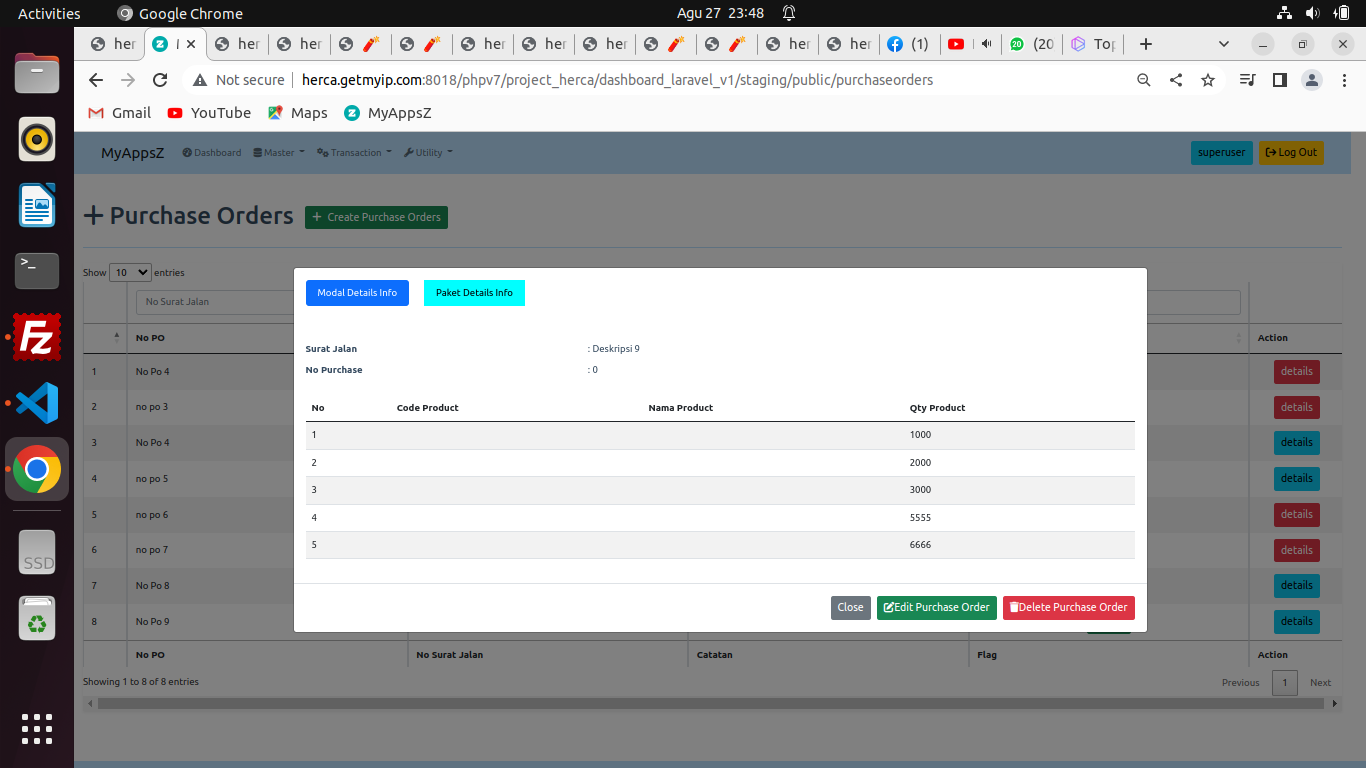 Activities
Google Chrome
Agu 27 23:48
her
her
her
her
her
her
her
her
(1)
(20
Top
Not secure
herca.getmyip.com:8018/phpv7/project_herca/dashboard_laravel_v1/staging/public/purchaseorders
Gmail
YouTube
Maps
MyAppsZ
MyAppsZ
Dashboard
Master
Transaction
Utility
superuser
Log Out
Purchase Orders
Create Purchase Orders
Show 10 entries
No Surat Jalan
No PO
Action
1 No Po 4 details
2 no po 3 details
3 No Po 4 details
4 no po 5 details
5 no po 6 details
6 no po 7 details
7 No Po 8 details
8 No Po 9 details
Modal Details Info
Paket Details Info
Surat Jalan : Deskripsi 9
No Purchase : 0
No Code Product Nama Product Qty Product
1 1000
2 2000
3 3000
4 5555
5 6666
Close
Edit Purchase Order
Delete Purchase Order
No PO No Surat Jalan Catatan Flag Action
Showing 1 to 8 of 8 entries
Previous 1 Next
SSD